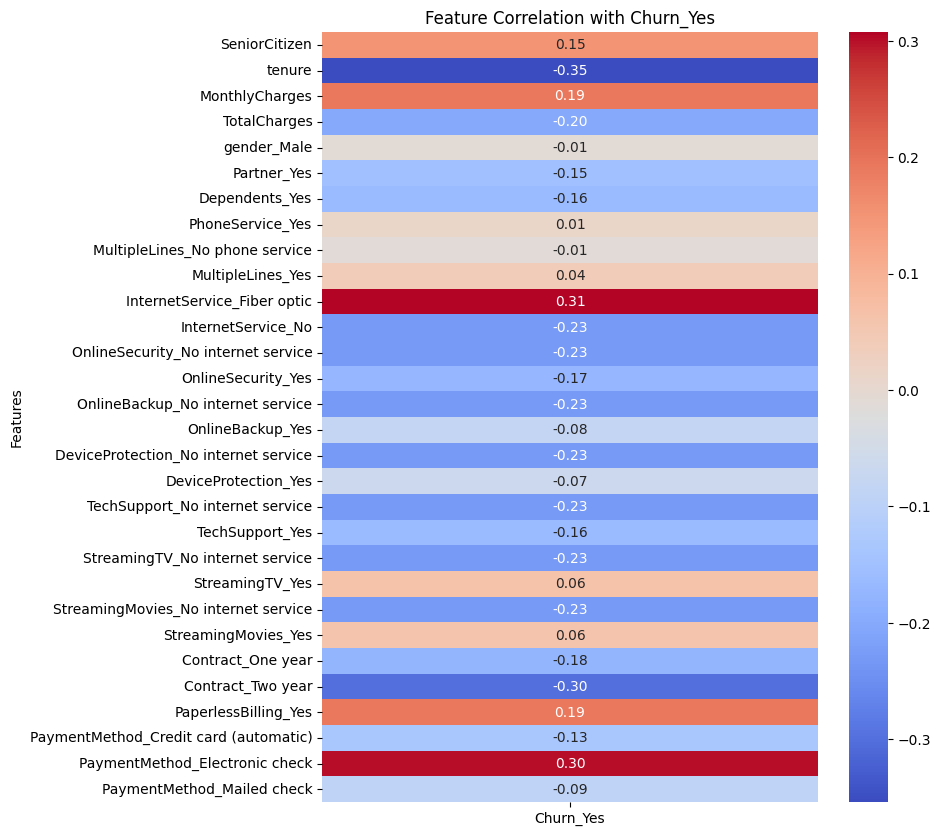 Feature Correlation with Churn_Yes
Features
SeniorCitizen 0.15
tenure −0.35
MonthlyCharges 0.19
TotalCharges −0.20
gender_Male −0.01
Partner_Yes −0.15
Dependents_Yes −0.16
PhoneService_Yes 0.01
MultipleLines_No phone service −0.01
MultipleLines_Yes 0.04
InternetService_Fiber optic 0.31
InternetService_No −0.23
OnlineSecurity_No internet service −0.23
OnlineSecurity_Yes −0.17
OnlineBackup_No internet service −0.23
OnlineBackup_Yes −0.08
DeviceProtection_No internet service −0.23
DeviceProtection_Yes −0.07
TechSupport_No internet service −0.23
TechSupport_Yes −0.16
StreamingTV_No internet service −0.23
StreamingTV_Yes 0.06
StreamingMovies_No internet service −0.23
StreamingMovies_Yes 0.06
Contract_One year −0.18
Contract_Two year −0.30
PaperlessBilling_Yes 0.19
PaymentMethod_Credit card (automatic) −0.13
PaymentMethod_Electronic check 0.30
PaymentMethod_Mailed check −0.09
Churn_Yes
0.3
0.2
0.1
0.0
−0.1
−0.2
−0.3